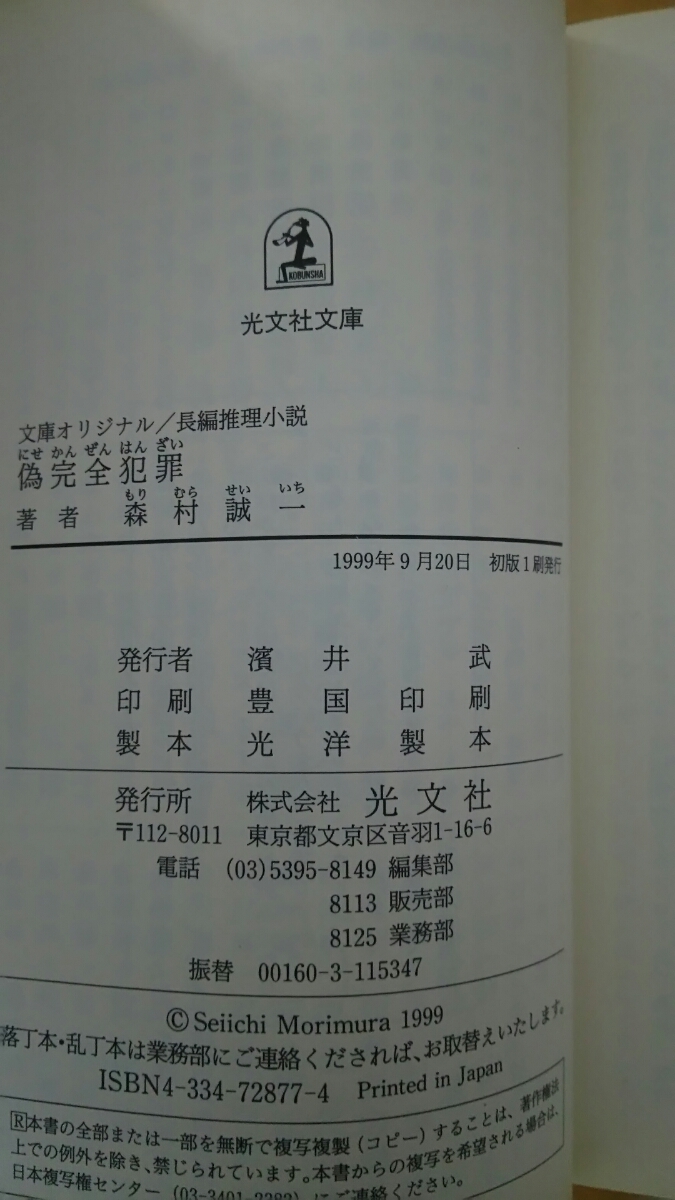 KOBUNSHA
光文社文庫
文庫オリジナル／長編推理小説
にせ かん ぜん はん ざい
偽完全犯罪
もり むら せい いち
著者 森村誠一
1999年9月20日 初版1刷発行
発行者 濱井 武
印刷 豊国印刷
製本 光洋製本
発行所 株式会社 光文社
〒112-8011 東京都文京区音羽1-16-6
電話 (03)5395-8149 編集部
8113 販売部
8125 業務部
振替 00160-3-115347
© Seiichi Morimura 1999
落丁本・乱丁本は業務部にご連絡くだされば、お取替えいたします。
ISBN4-334-72877-4 Printed in Japan
R本書の全部または一部を無断で複写複製(コピー)することは、著作権法
上での例外を除き、禁じられています。本書からの複写を希望される場合は、
日本複写権センター(03-3401-2382)にご連絡ください。